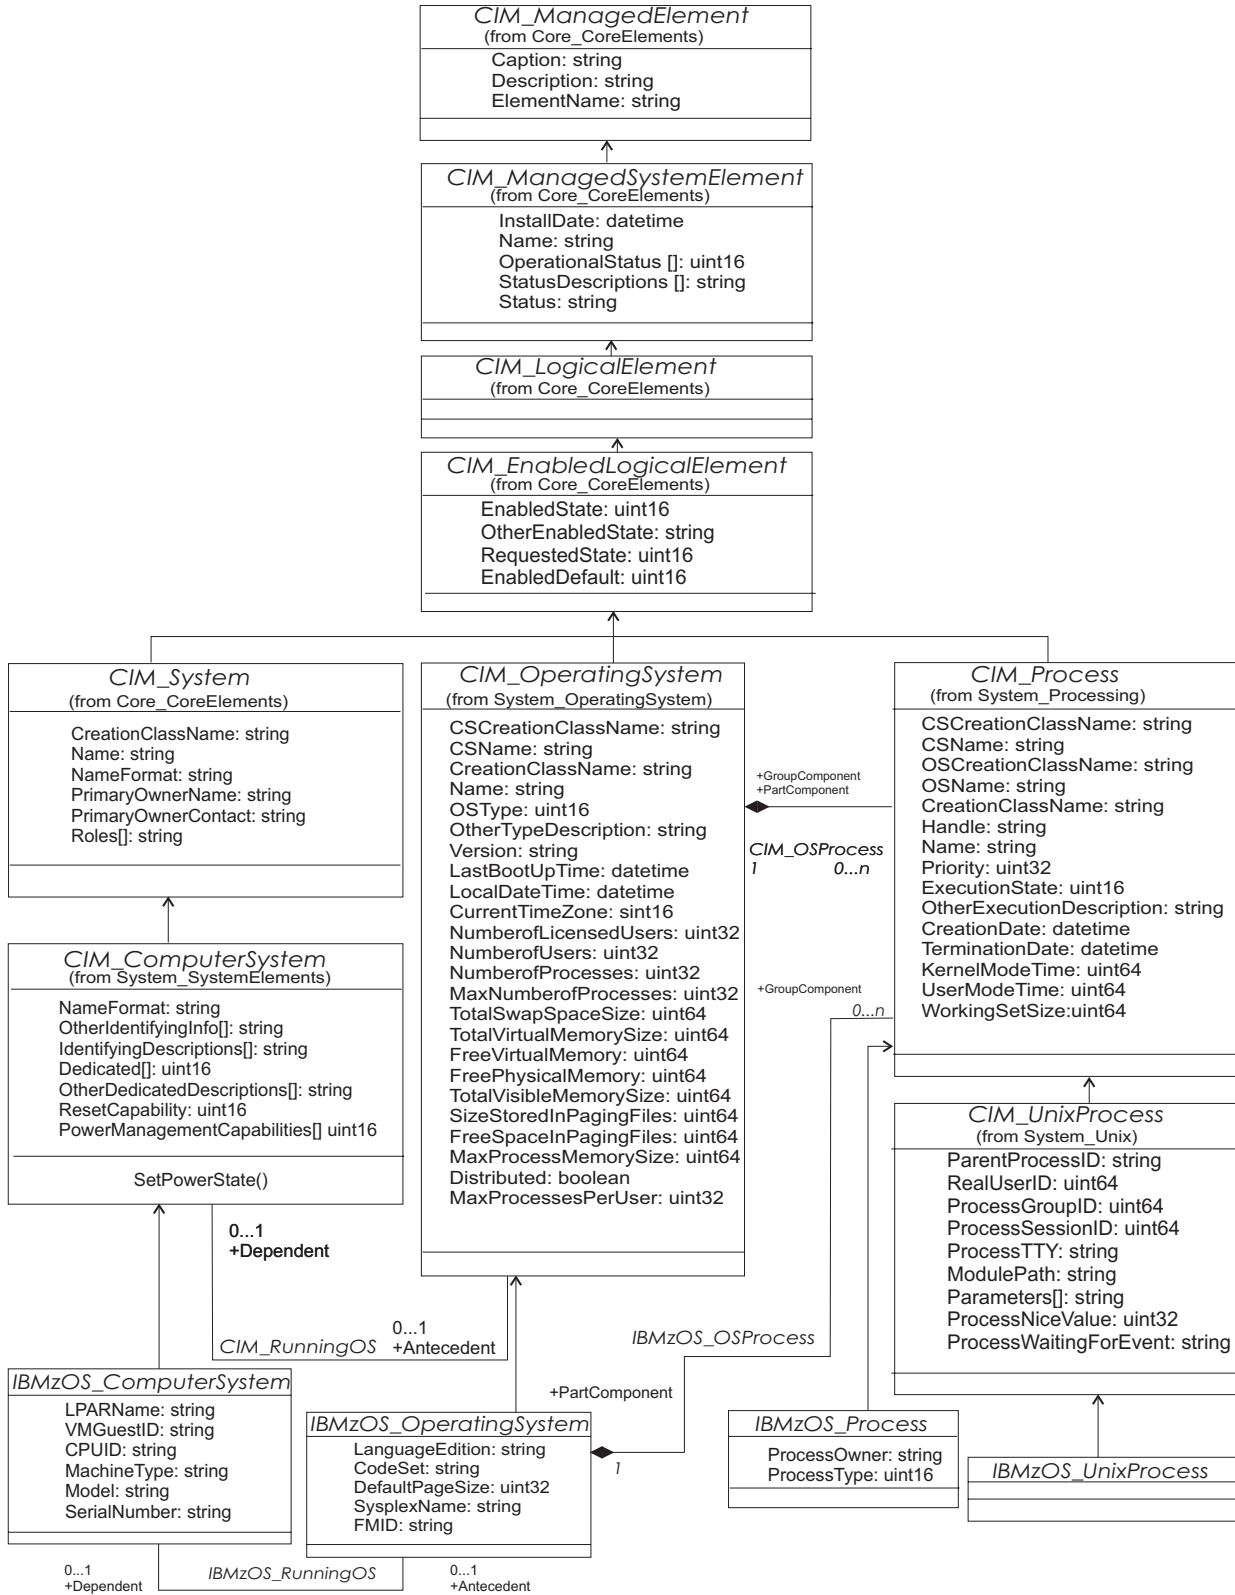 CIM_ManagedElement
(from Core_CoreElements)
Caption: string
Description: string
ElementName: string
CIM_ManagedSystemElement
(from Core_CoreElements)
InstallDate: datetime
Name: string
OperationalStatus []: uint16
StatusDescriptions []: string
Status: string
CIM_LogicalElement
(from Core_CoreElements)
CIM_EnabledLogicalElement
(from Core_CoreElements)
EnabledState: uint16
OtherEnabledState: string
RequestedState: uint16
EnabledDefault: uint16
CIM_System
(from Core_CoreElements)
CreationClassName: string
Name: string
NameFormat: string
PrimaryOwnerName: string
PrimaryOwnerContact: string
Roles[]: string
CIM_OperatingSystem
(from System_OperatingSystem)
CSCreationClassName: string
CSName: string
CreationClassName: string
Name: string
OSType: uint16
OtherTypeDescription: string
Version: string
LastBootUpTime: datetime
LocalDateTime: datetime
CurrentTimeZone: sint16
NumberofLicensedUsers: uint32
NumberofUsers: uint32
NumberofProcesses: uint32
MaxNumberofProcesses: uint32
TotalSwapSpaceSize: uint64
TotalVirtualMemorySize: uint64
FreeVirtualMemory: uint64
FreePhysicalMemory: uint64
TotalVisibleMemorySize: uint64
SizeStoredInPagingFiles: uint64
FreeSpaceInPagingFiles: uint64
MaxProcessMemorySize: uint64
Distributed: boolean
MaxProcessesPerUser: uint32
+GroupComponent
+PartComponent
CIM_OSProcess
1 0...n
+GroupComponent
0...n
CIM_Process
(from System_Processing)
CSCreationClassName: string
CSName: string
OSCreationClassName: string
OSName: string
CreationClassName: string
Handle: string
Name: string
Priority: uint32
ExecutionState: uint16
OtherExecutionDescription: string
CreationDate: datetime
TerminationDate: datetime
KernelModeTime: uint64
UserModeTime: uint64
WorkingSetSize:uint64
CIM_ComputerSystem
(from System_SystemElements)
NameFormat: string
OtherIdentifyingInfo[]: string
IdentifyingDescriptions[]: string
Dedicated[]: uint16
OtherDedicatedDescriptions[]: string
ResetCapability: uint16
PowerManagementCapabilities[] uint16
SetPowerState()
0...1
+Dependent
CIM_RunningOS
0...1
+Antecedent
CIM_UnixProcess
(from System_Unix)
ParentProcessID: string
RealUserID: uint64
ProcessGroupID: uint64
ProcessSessionID: uint64
ProcessTTY: string
ModulePath: string
Parameters[]: string
ProcessNiceValue: uint32
ProcessWaitingForEvent: string
IBMzOS_OSProcess
+PartComponent
1
IBMzOS_ComputerSystem
LPARName: string
VMGuestID: string
CPUID: string
MachineType: string
Model: string
SerialNumber: string
IBMzOS_OperatingSystem
LanguageEdition: string
CodeSet: string
DefaultPageSize: uint32
SysplexName: string
FMID: string
IBMzOS_Process
ProcessOwner: string
ProcessType: uint16
IBMzOS_UnixProcess
0...1
+Dependent
IBMzOS_RunningOS
0...1
+Antecedent